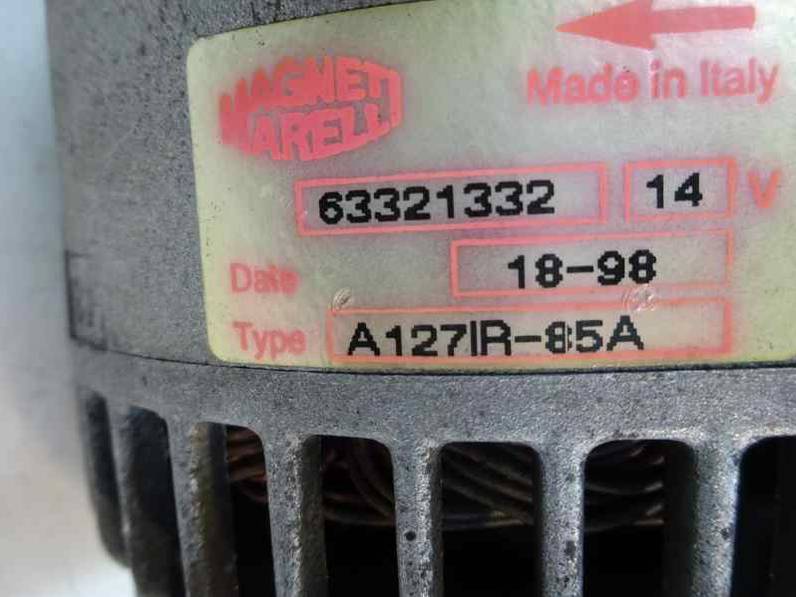 MAGNETI
MARELLI
Made in Italy
63321332 14 V
Date 18-98
Type A127IR-85A